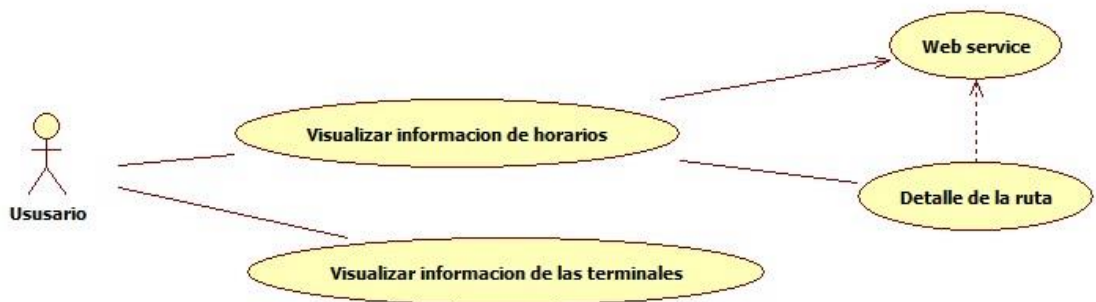 Web service
Visualizar informacion de horarios
Ususario
Detalle de la ruta
Visualizar informacion de las terminales